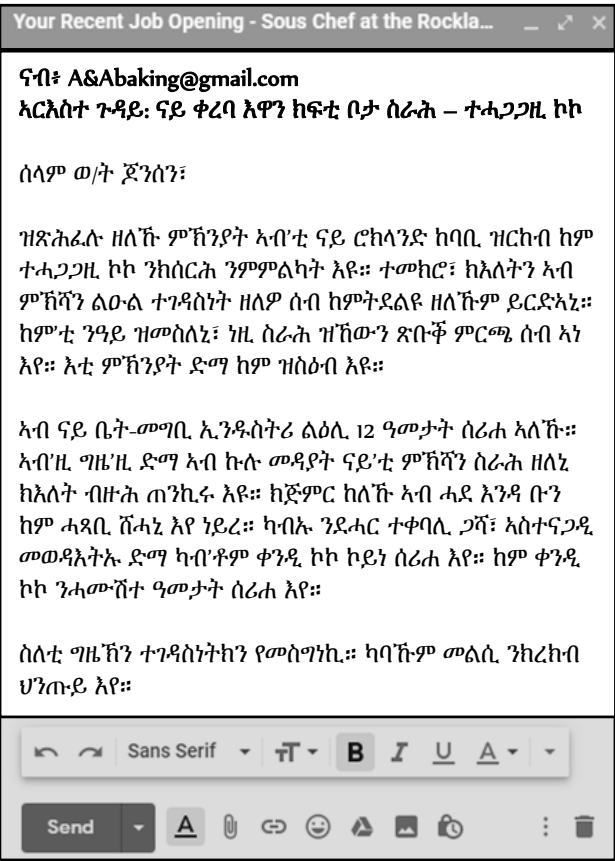 Your Recent Job Opening - Sous Chef at the Rockla...
ናብ፥ A&Abaking@gmail.com
ኣርእስተ ጉዳይ: ናይ ቀረባ እዋን ክፍቲ ቦታ ስራሕ – ተሓጋጋዚ ኮኮ
ሰላም ወ/ት ጆንሰን፣
ዝጽሕፈሉ ዘለኹ ምኽንያት ኣብ'ቲ ናይ ሮክላንድ ከባቢ ዝርከብ ከም
ተሓጋጋዚ ኮኮ ንክሰርሕ ንምምልካት እዩ። ተመክሮ፣ ክእለትን ኣብ
ምኽሻን ልዑል ተገዳስነት ዘለዎ ሰብ ከምትደልዩ ዘለኹም ይርድኣኒ።
ከም'ቲ ንዓይ ዝመስለኒ፣ ነዚ ስራሕ ዝኸውን ጽቡቕ ምርጫ ሰብ ኣነ
እየ። እቲ ምኽንያት ድማ ከም ዝስዕብ እዩ።
ኣብ ናይ ቤት-መግቢ ኢንዱስትሪ ልዕሊ 12 ዓመታት ሰሪሐ ኣለኹ።
ኣብ'ዚ ግዜ'ዚ ድማ ኣብ ኩሉ መዳያት ናይ'ቲ ምኽሻን ስራሕ ዘለኒ
ክእለት ብዙሕ ጠንኪሩ እዩ። ክጅምር ከለኹ ኣብ ሓደ እንዳ ቡን
ከም ሓጻቢ ሸሓኒ እየ ነይረ። ካብኡ ንደሓር ተቀባሊ ጋሻ፣ ኣስተናጋዲ
መወዳእትኡ ድማ ካብ'ቶም ቀንዲ ኮኮ ኮይነ ሰሪሐ እየ። ከም ቀንዲ
ኮኮ ንሓሙሽተ ዓመታት ሰሪሐ እየ።
ስለቲ ግዜኽን ተገዳስነትክን የመስግነኪ። ካባኹም መልሲ ንክረክብ
ህንጡይ እየ።
Sans Serif
Send